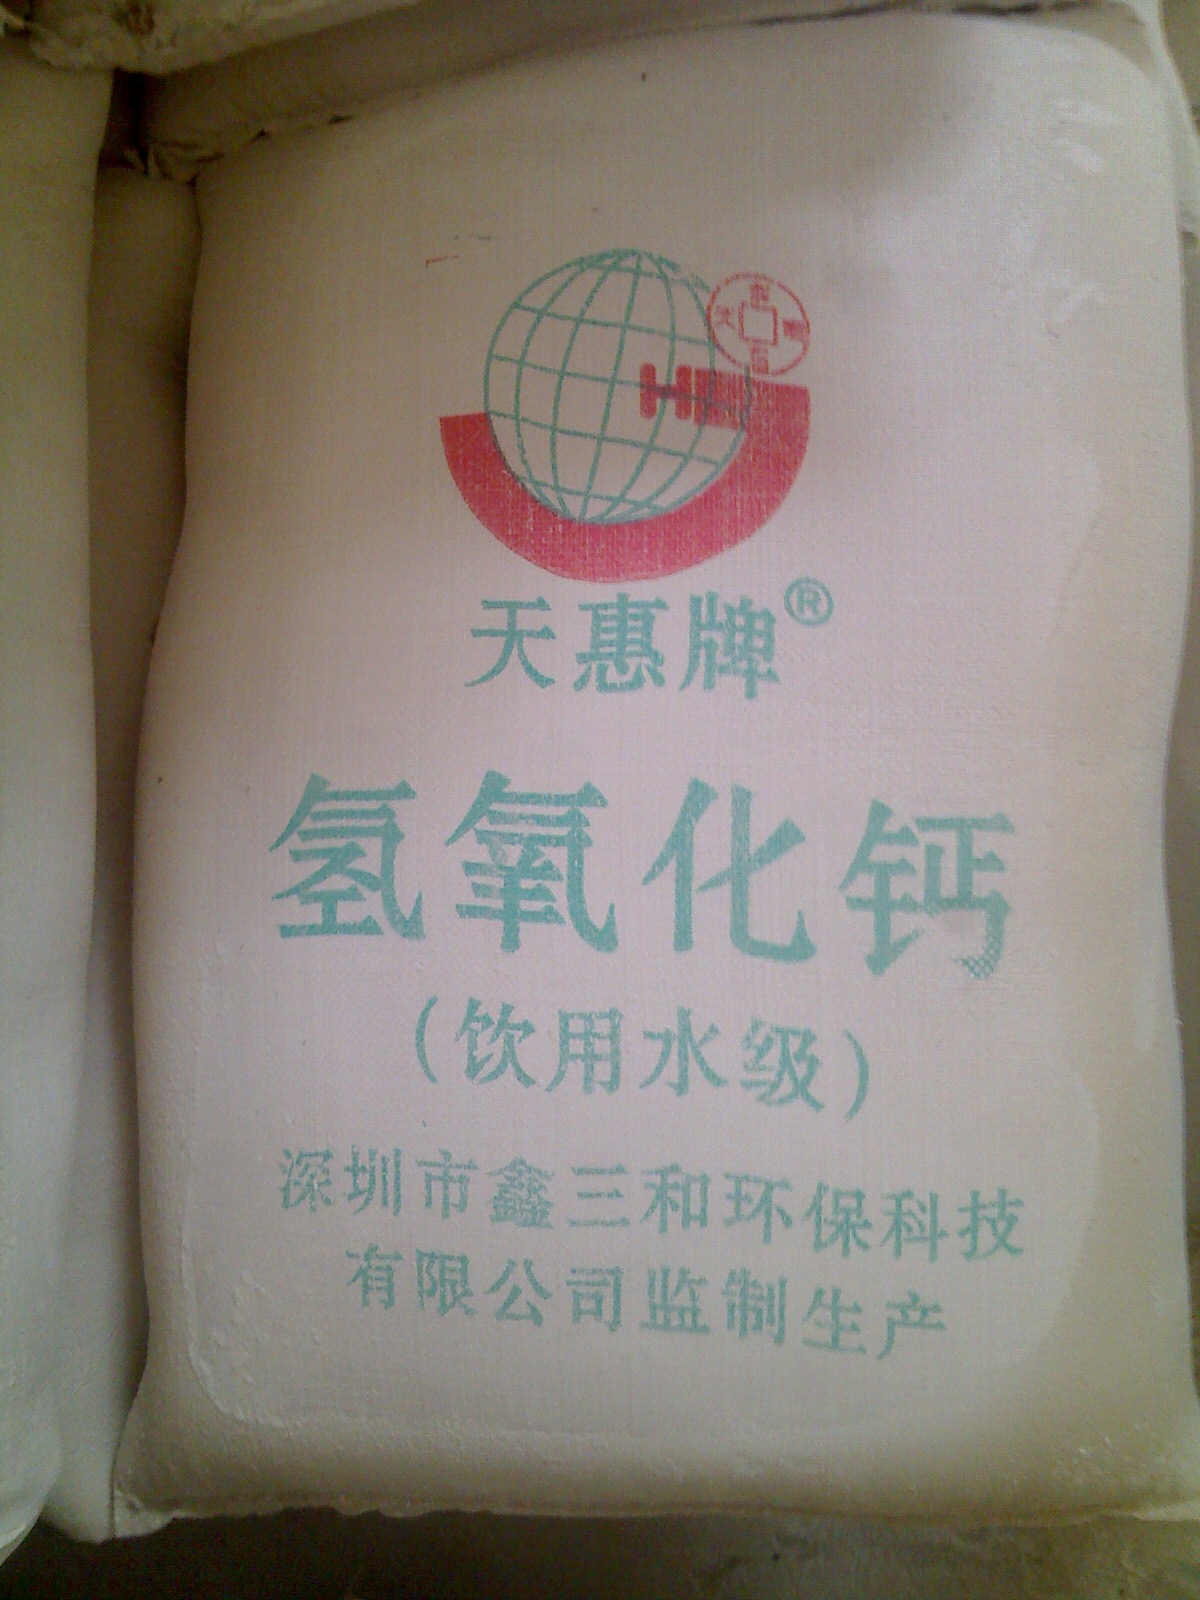 天惠牌®
氢氧化钙
（饮用水级）
深圳市鑫三和环保科技
有限公司监制生产